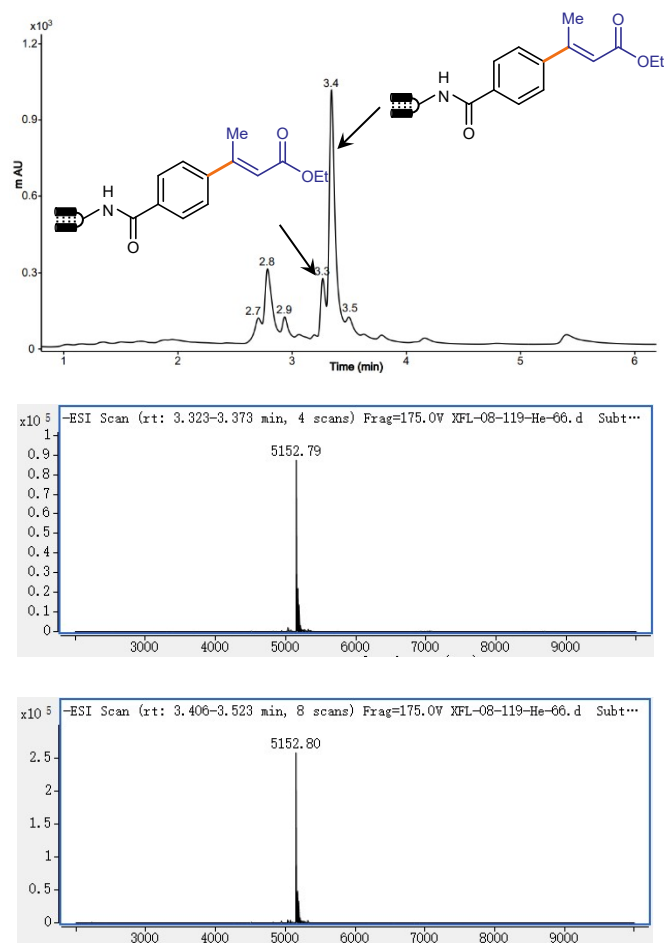 x10³
1.2
0.9
0.6
0.3
0
m AU
1
2
3
4
5
6
Time (min)
2.7
2.8
2.9
3.3
3.4
3.5
Me
O
OEt
H
N
O
Me
O
OEt
H
N
O
x10 5
-ESI Scan (rt: 3.323-3.373 min, 4 scans) Frag=175.0V XFL-08-119-He-66.d Subt⋯
1
0.9
0.8
0.7
0.6
0.5
0.4
0.3
0.2
0.1
0
5152.79
3000
4000
5000
6000
7000
8000
9000
x10 5
-ESI Scan (rt: 3.406-3.523 min, 8 scans) Frag=175.0V XFL-08-119-He-66.d Subt⋯
2.5
2
1.5
1
0.5
0
5152.80
3000
4000
5000
6000
7000
8000
9000